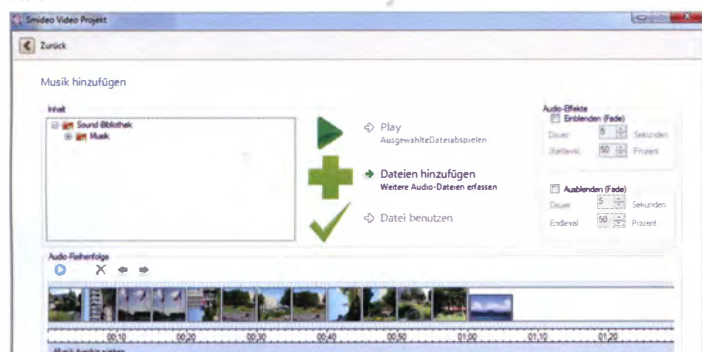 Smideo Video Projekt
Zurück
Musik hinzufügen
Inhalt
Sound-Bibliothek
Musik
Play
AusgewählteDateiabspielen
Dateien hinzufügen
Weitere Audio-Dateien erfassen
Datei benutzen
Audio-Effekte
Einblenden (Fade)
Dauer 5 Sekunden
Startlevel 50 Prozent
Ausblenden (Fade)
Dauer 5 Sekunden
Endlevel 50 Prozent
Audio-Reihenfolge
00:10 00:20 00:30 00:40 00:50 01:00 01:10 01:20